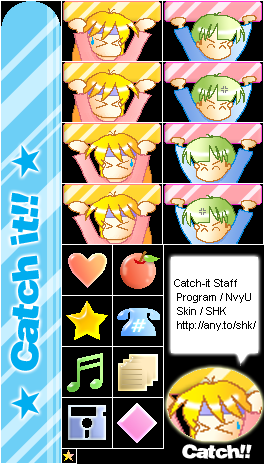 Catch it!!
Catch-it Staff
Program / NvyU
Skin / SHK
http://any.to/shk/
#
Catch!!